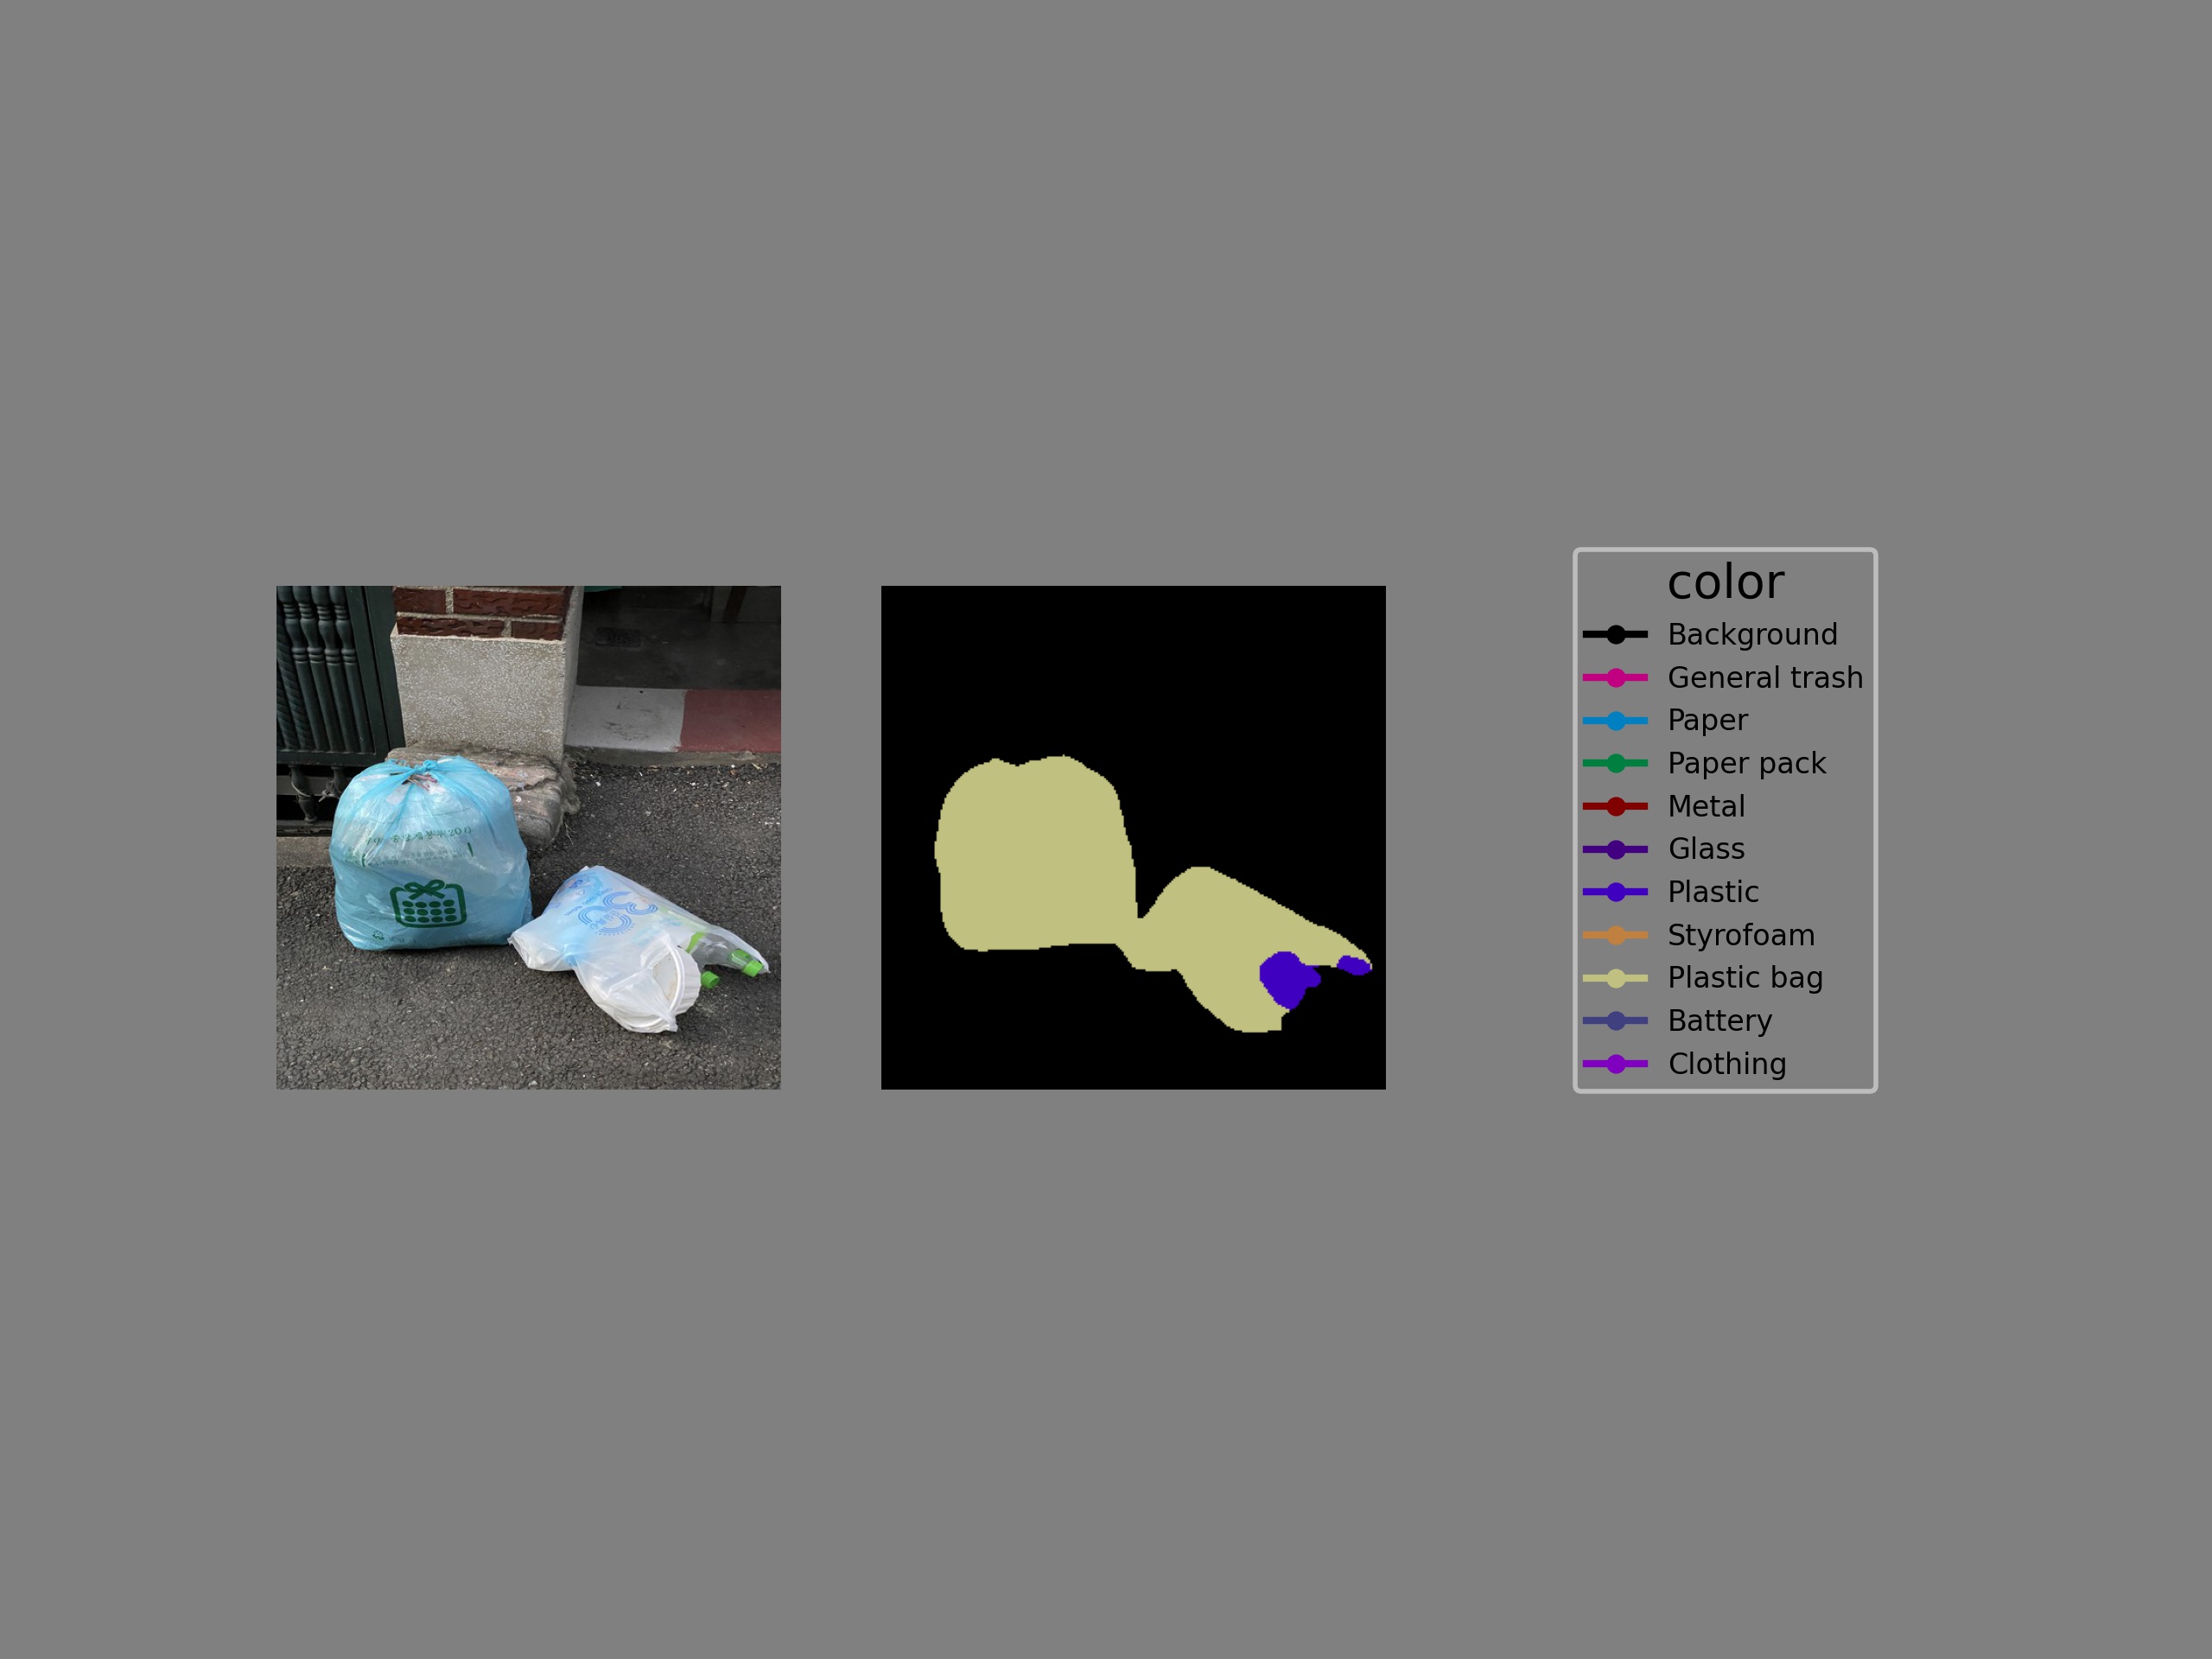 color
Background
General trash
Paper
Paper pack
Metal
Glass
Plastic
Styrofoam
Plastic bag
Battery
Clothing